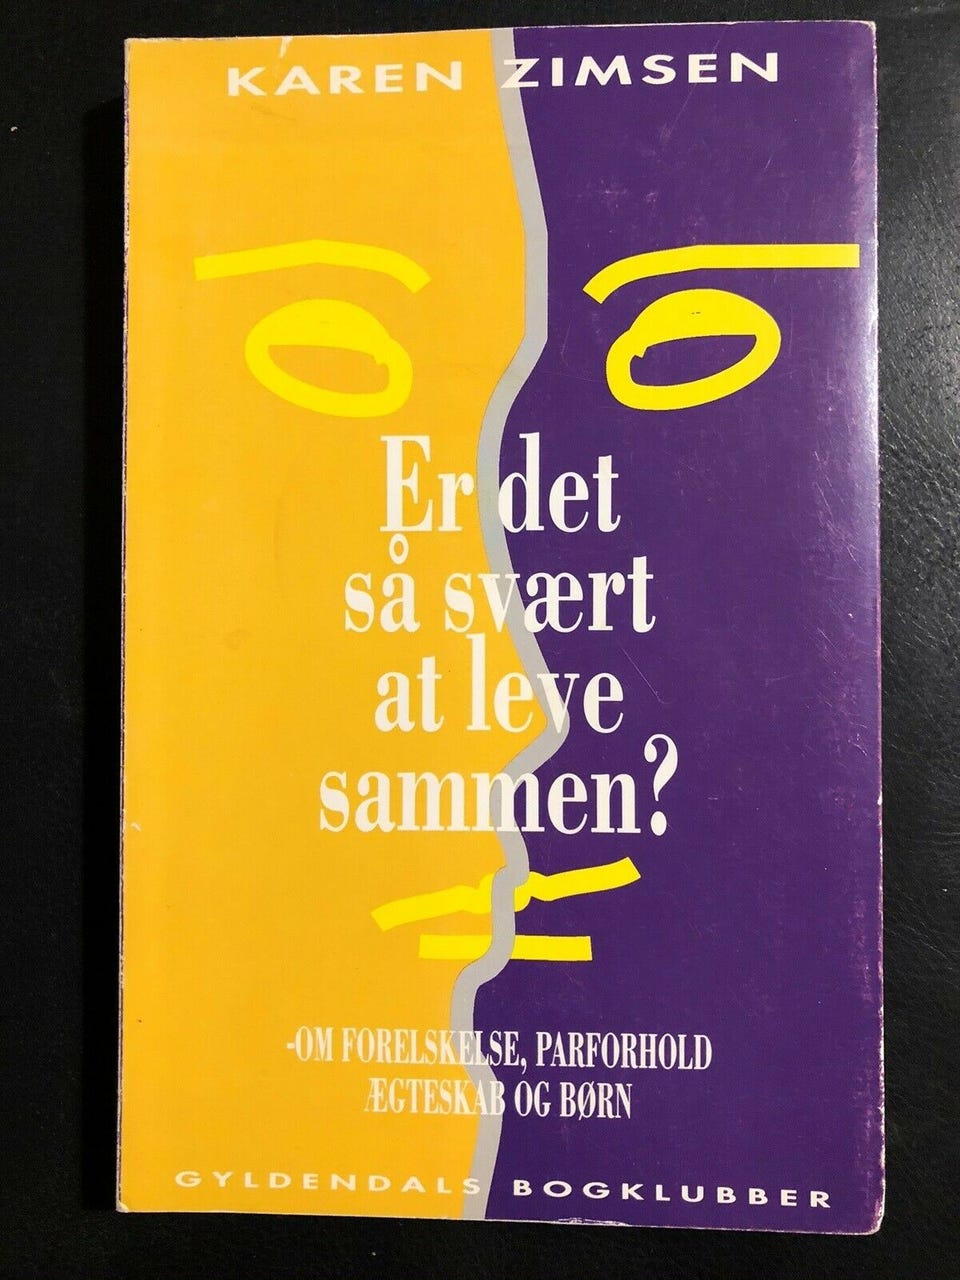 KAREN ZIMSEN
Er det
så svært
at leve
sammen?
-OM FORELSKELSE, PARFORHOLD
ÆGTESKAB OG BØRN
GYLDENDALS BOGKLUBBER